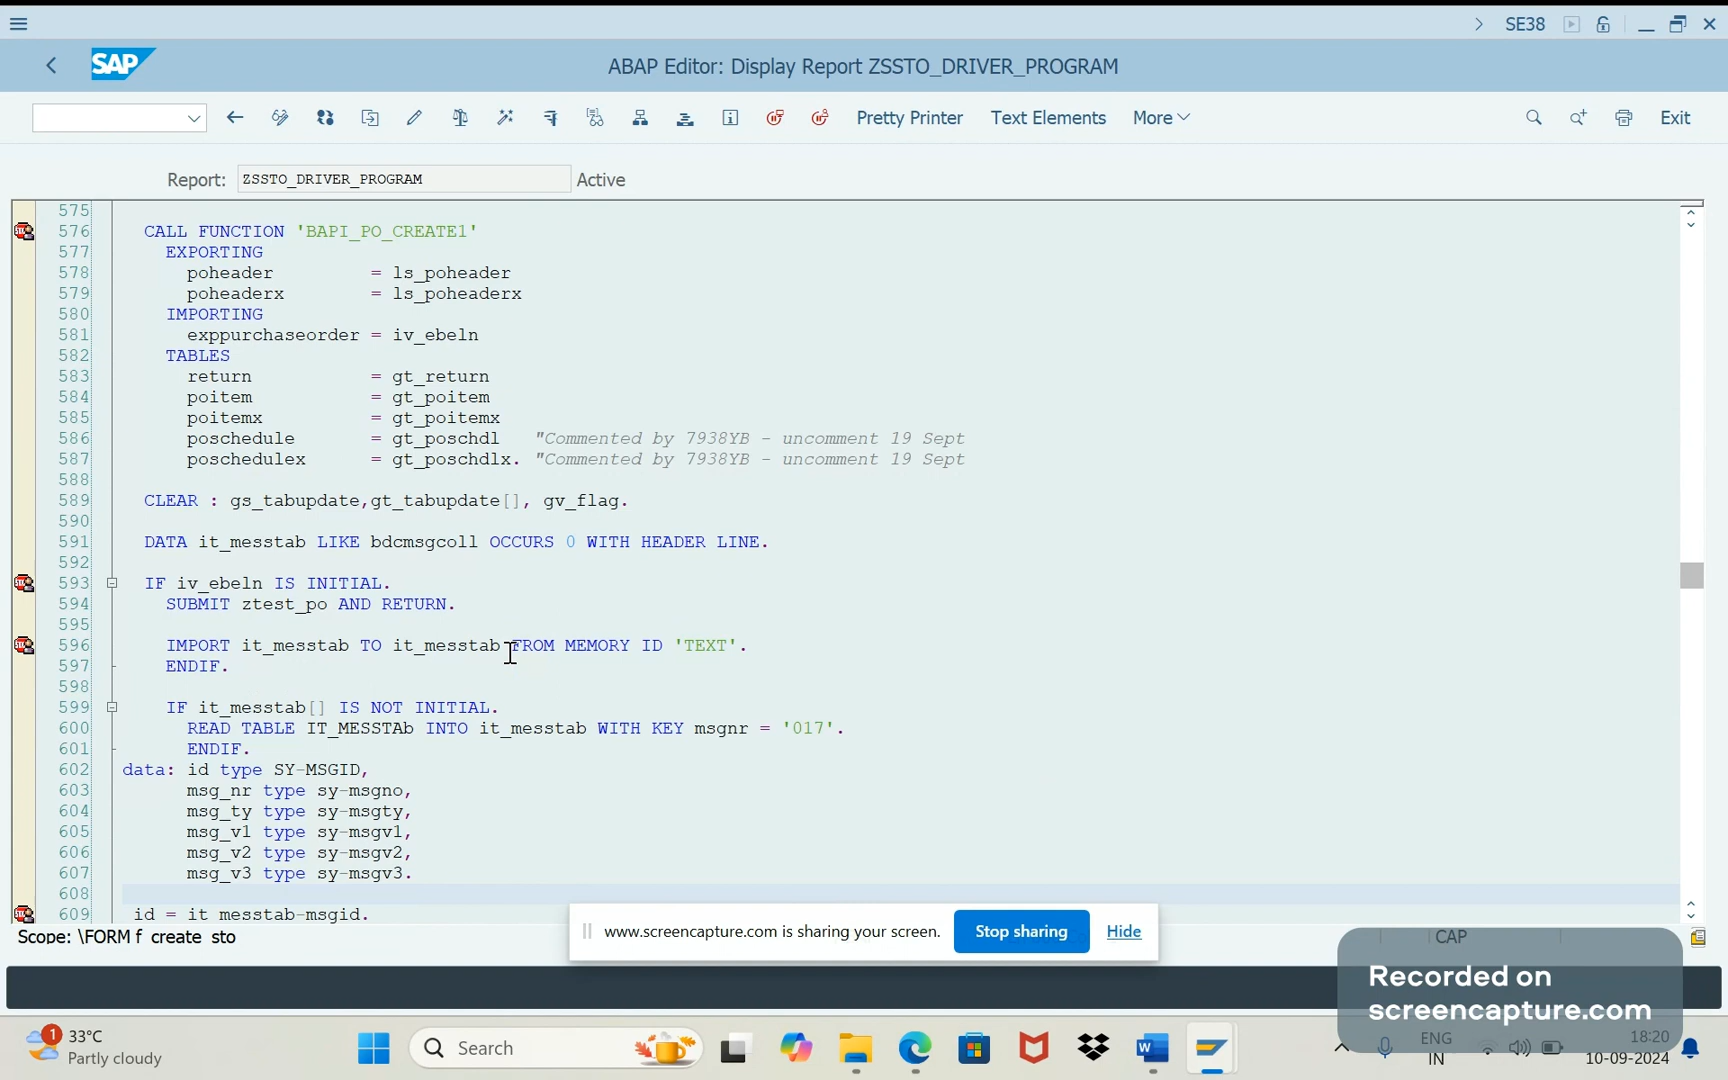 SE38
SAP
ABAP Editor: Display Report ZSSTO_DRIVER_PROGRAM
Pretty Printer Text Elements More Exit
Report: ZSSTO_DRIVER_PROGRAM Active
575
576 CALL FUNCTION 'BAPI_PO_CREATE1'
577 EXPORTING
578 poheader = ls_poheader
579 poheaderx = ls_poheaderx
580 IMPORTING
581 exppurchaseorder = iv_ebeln
582 TABLES
583 return = gt_return
584 poitem = gt_poitem
585 poitemx = gt_poitemx
586 poschedule = gt_poschdl "Commented by 7938YB - uncomment 19 Sept
587 poschedulex = gt_poschdlx. "Commented by 7938YB - uncomment 19 Sept
588
589 CLEAR : gs_tabupdate,gt_tabupdate[], gv_flag.
590
591 DATA it_messtab LIKE bdcmsgcoll OCCURS 0 WITH HEADER LINE.
592
593 IF iv_ebeln IS INITIAL.
594 SUBMIT ztest_po AND RETURN.
595
596 IMPORT it_messtab TO it_messtab FROM MEMORY ID 'TEXT'.
597 ENDIF.
598
599 IF it_messtab[] IS NOT INITIAL.
600 READ TABLE IT_MESSTAb INTO it_messtab WITH KEY msgnr = '017'.
601 ENDIF.
602 data: id type SY-MSGID,
603 msg_nr type sy-msgno,
604 msg_ty type sy-msgty,
605 msg_v1 type sy-msgv1,
606 msg_v2 type sy-msgv2,
607 msg_v3 type sy-msgv3.
608
609 id = it_messtab-msgid.
Scope: \FORM f_create_sto
CAP
www.screencapture.com is sharing your screen. Stop sharing Hide
Recorded on
screencapture.com
1
33°C
Partly cloudy
Search
ENG
IN
18:20
10-09-2024